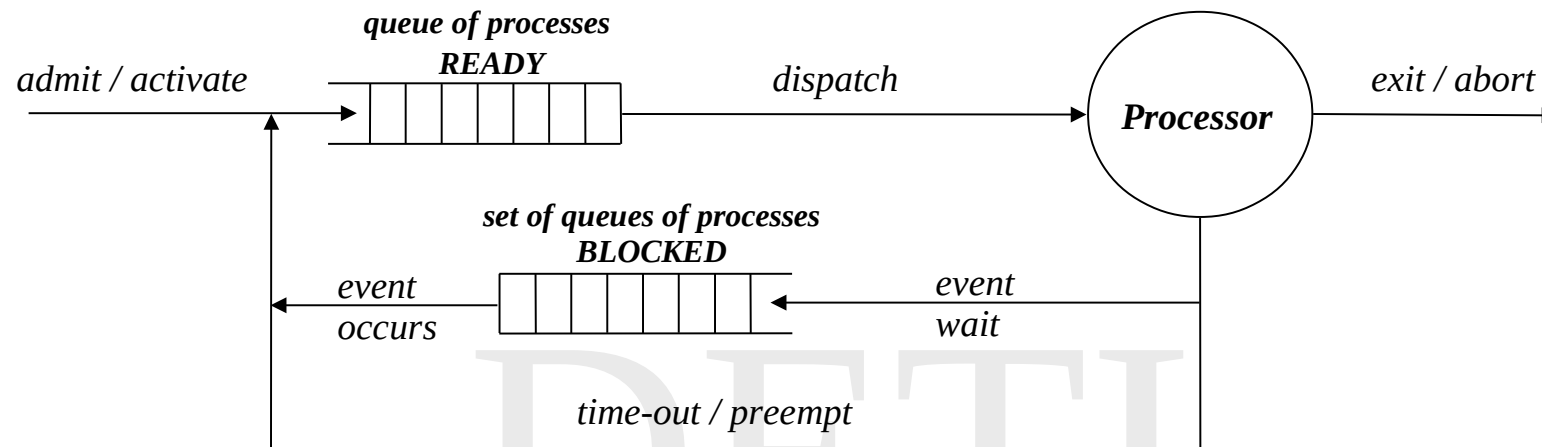 queue of processes
READY
admit / activate
dispatch
exit / abort
Processor
set of queues of processes
BLOCKED
event
occurs
event
wait
time-out / preempt
DETI